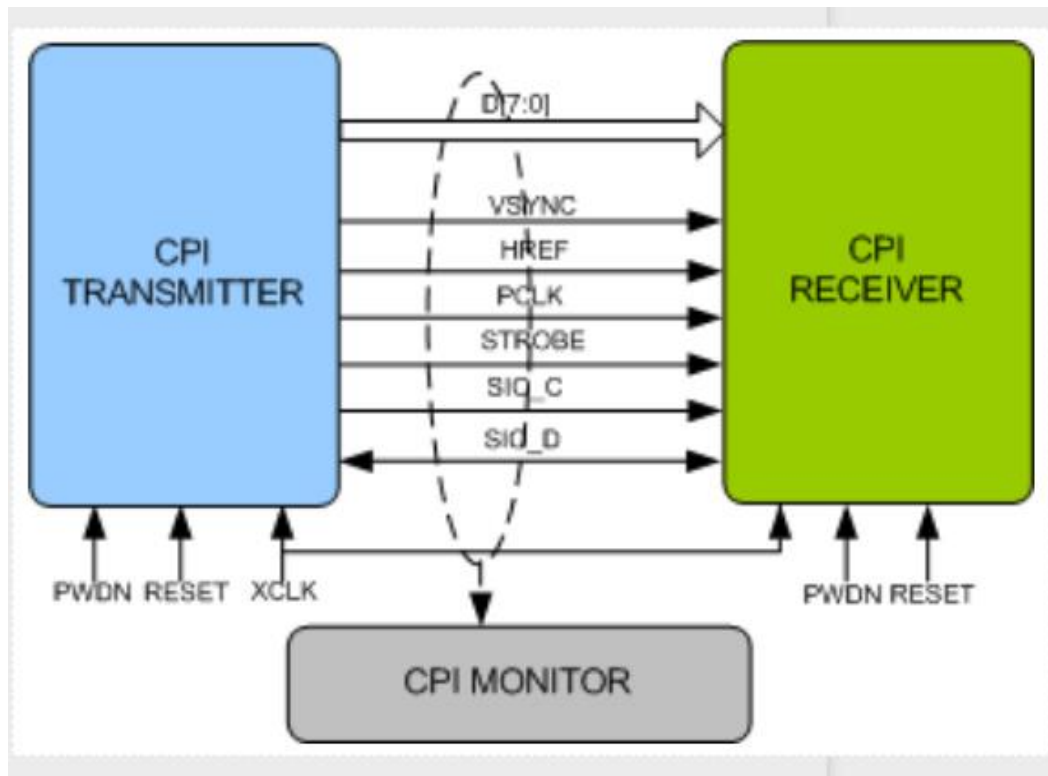 D[7:0]
VSYNC
HREF
PCLK
STROBE
SIO_C
SIO_D
CPI
TRANSMITTER
CPI
RECEIVER
PWDN RESET XCLK
PWDN RESET
CPI MONITOR